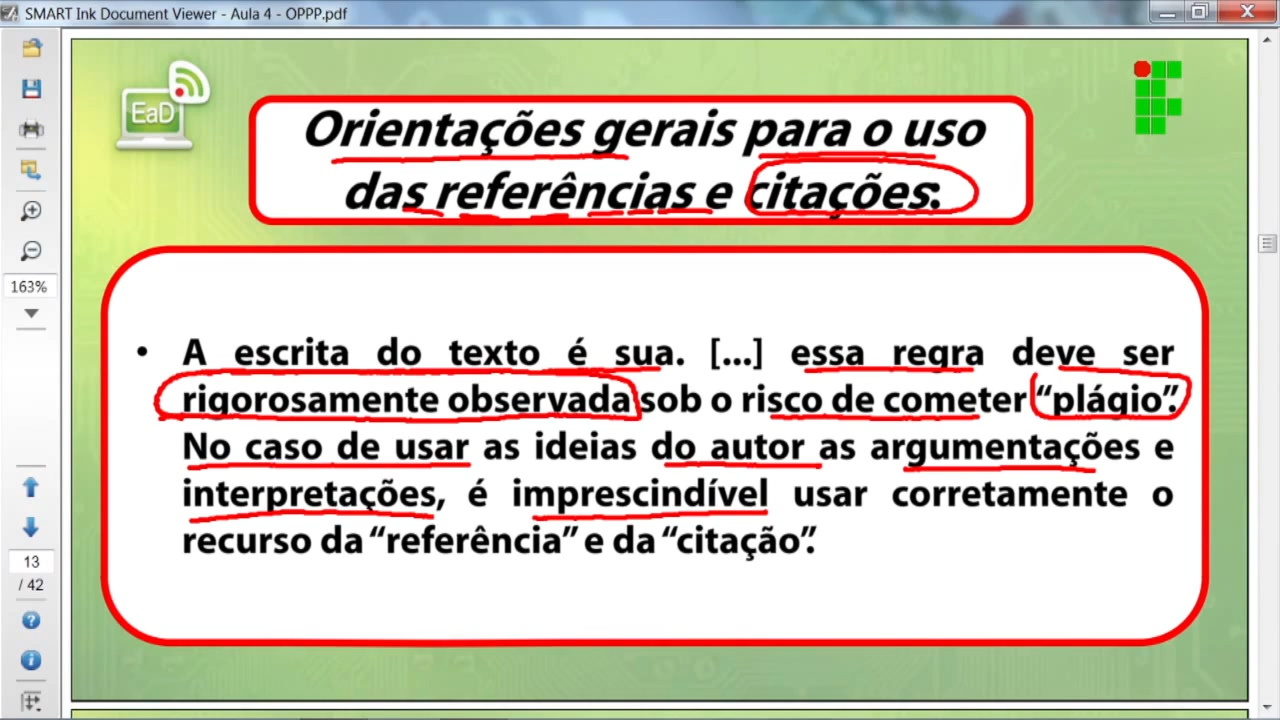 SMART Ink Document Viewer - Aula 4 - OPPP.pdf
EaD
Orientações gerais para o uso
das referências e citações:
163%
• A escrita do texto é sua. [...] essa regra deve ser
rigorosamente observada sob o risco de cometer “plágio”.
No caso de usar as ideias do autor as argumentações e
interpretações, é imprescindível usar corretamente o
recurso da “referência” e da “citação”.
13
/ 42